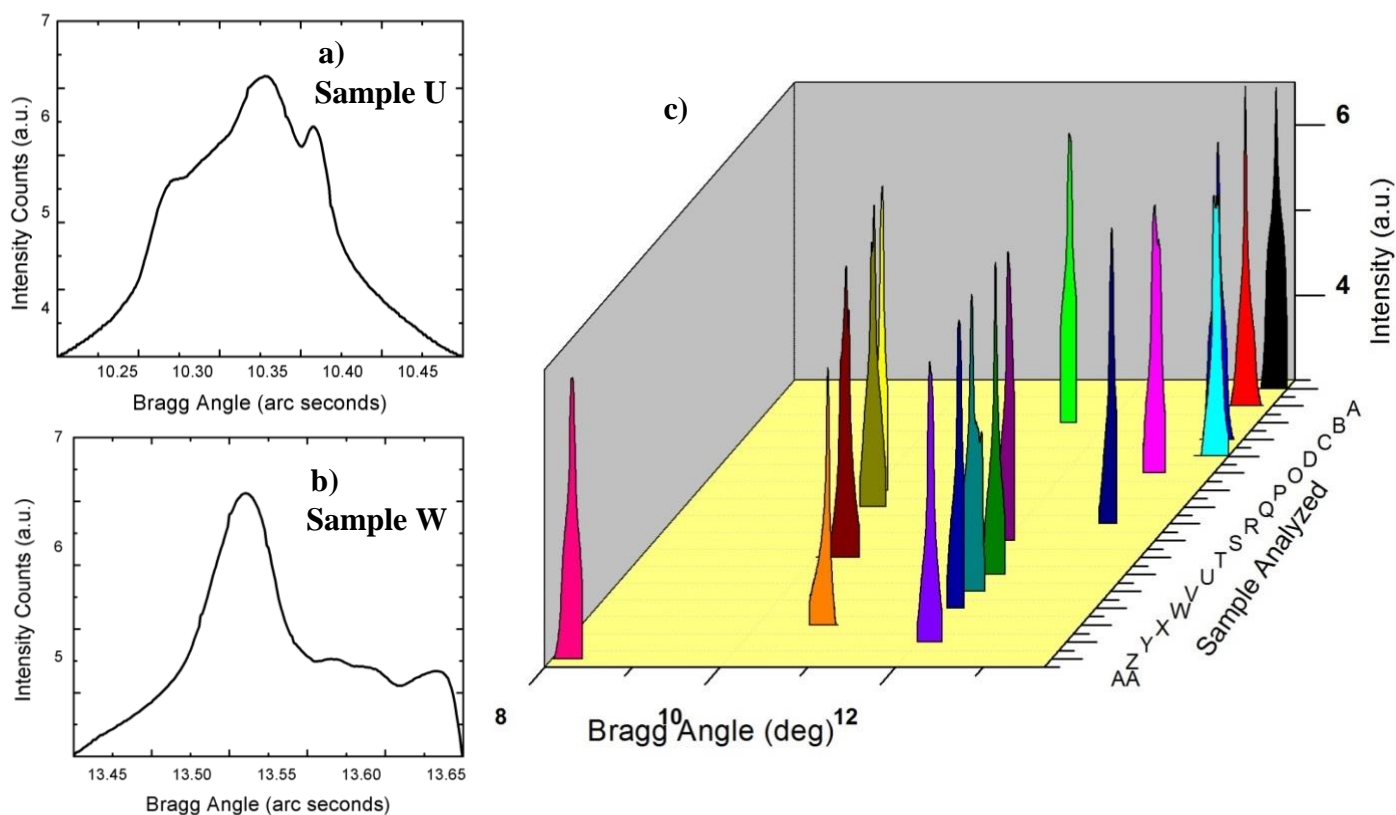 7
a)
Sample U
6
5
4
10.25 10.30 10.35 10.40 10.45
Bragg Angle (arc seconds)
Intensity Counts (a.u.)
7
b)
Sample W
6
5
13.45 13.50 13.55 13.60 13.65
Bragg Angle (arc seconds)
Intensity Counts (a.u.)
c)
6
4
Intensity (a.u.)
8 10 12
Bragg Angle (deg)
AA Z Y X W V U T S R Q P O D C B A
Sample Analyzed